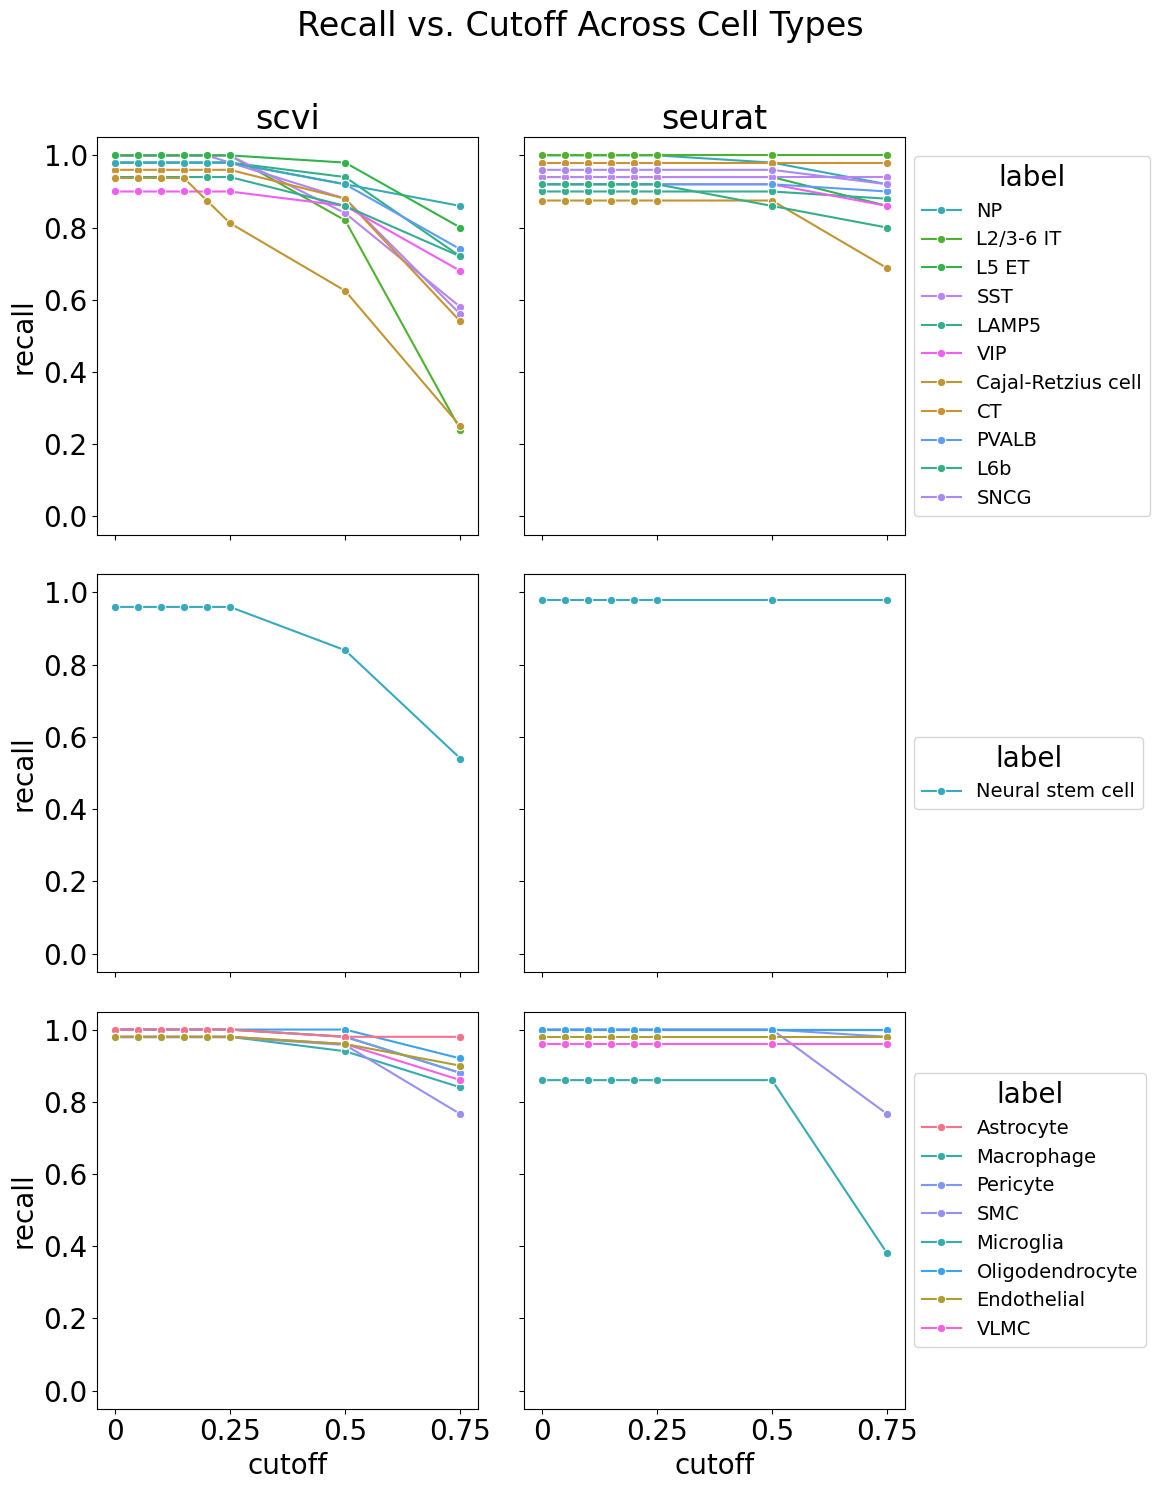 Recall vs. Cutoff Across Cell Types
scvi
seurat
recall
1.0
0.8
0.6
0.4
0.2
0.0
label
NP
L2/3-6 IT
L5 ET
SST
LAMP5
VIP
Cajal-Retzius cell
CT
PVALB
L6b
SNCG
recall
1.0
0.8
0.6
0.4
0.2
0.0
label
Neural stem cell
recall
1.0
0.8
0.6
0.4
0.2
0.0
label
Astrocyte
Macrophage
Pericyte
SMC
Microglia
Oligodendrocyte
Endothelial
VLMC
0 0.25 0.5 0.75
cutoff
0 0.25 0.5 0.75
cutoff